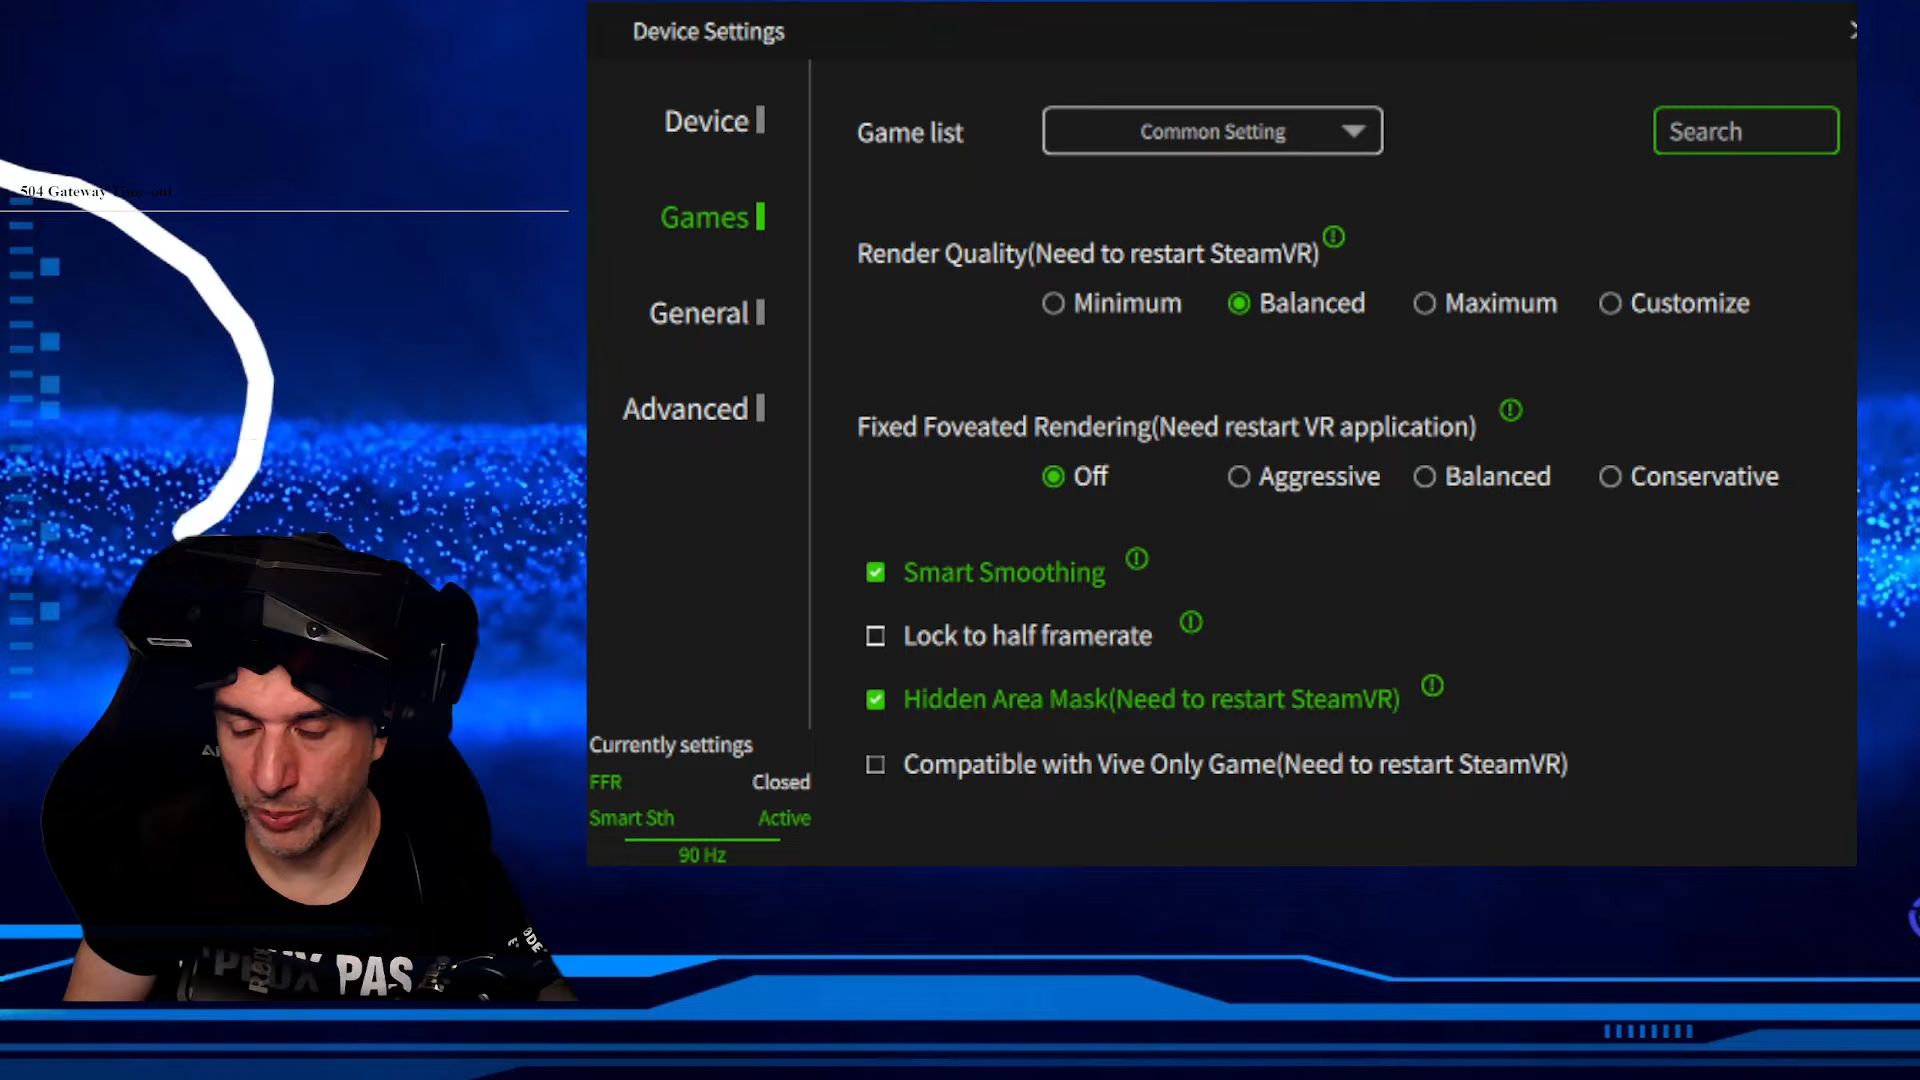 Device Settings
Device
Games
General
Advanced
Game list
Common Setting
Search
Render Quality(Need to restart SteamVR)
Minimum
Balanced
Maximum
Customize
Fixed Foveated Rendering(Need restart VR application)
Off
Aggressive
Balanced
Conservative
Smart Smoothing
Lock to half framerate
Hidden Area Mask(Need to restart SteamVR)
Compatible with Vive Only Game(Need to restart SteamVR)
Currently settings
FFR Closed
Smart Sth Active
90 Hz
504 Gateway Time-out
PAS